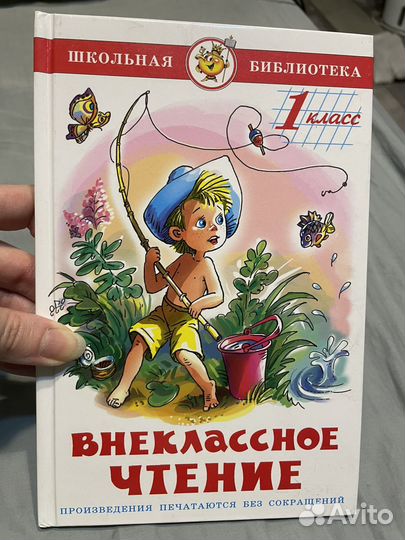 ШКОЛЬНАЯ БИБЛИОТЕКА
1 класс
ВНЕКЛАССНОЕ
ЧТЕНИЕ
ПРОИЗВЕДЕНИЯ ПЕЧАТАЮТСЯ БЕЗ СОКРАЩЕНИЙ
Avito